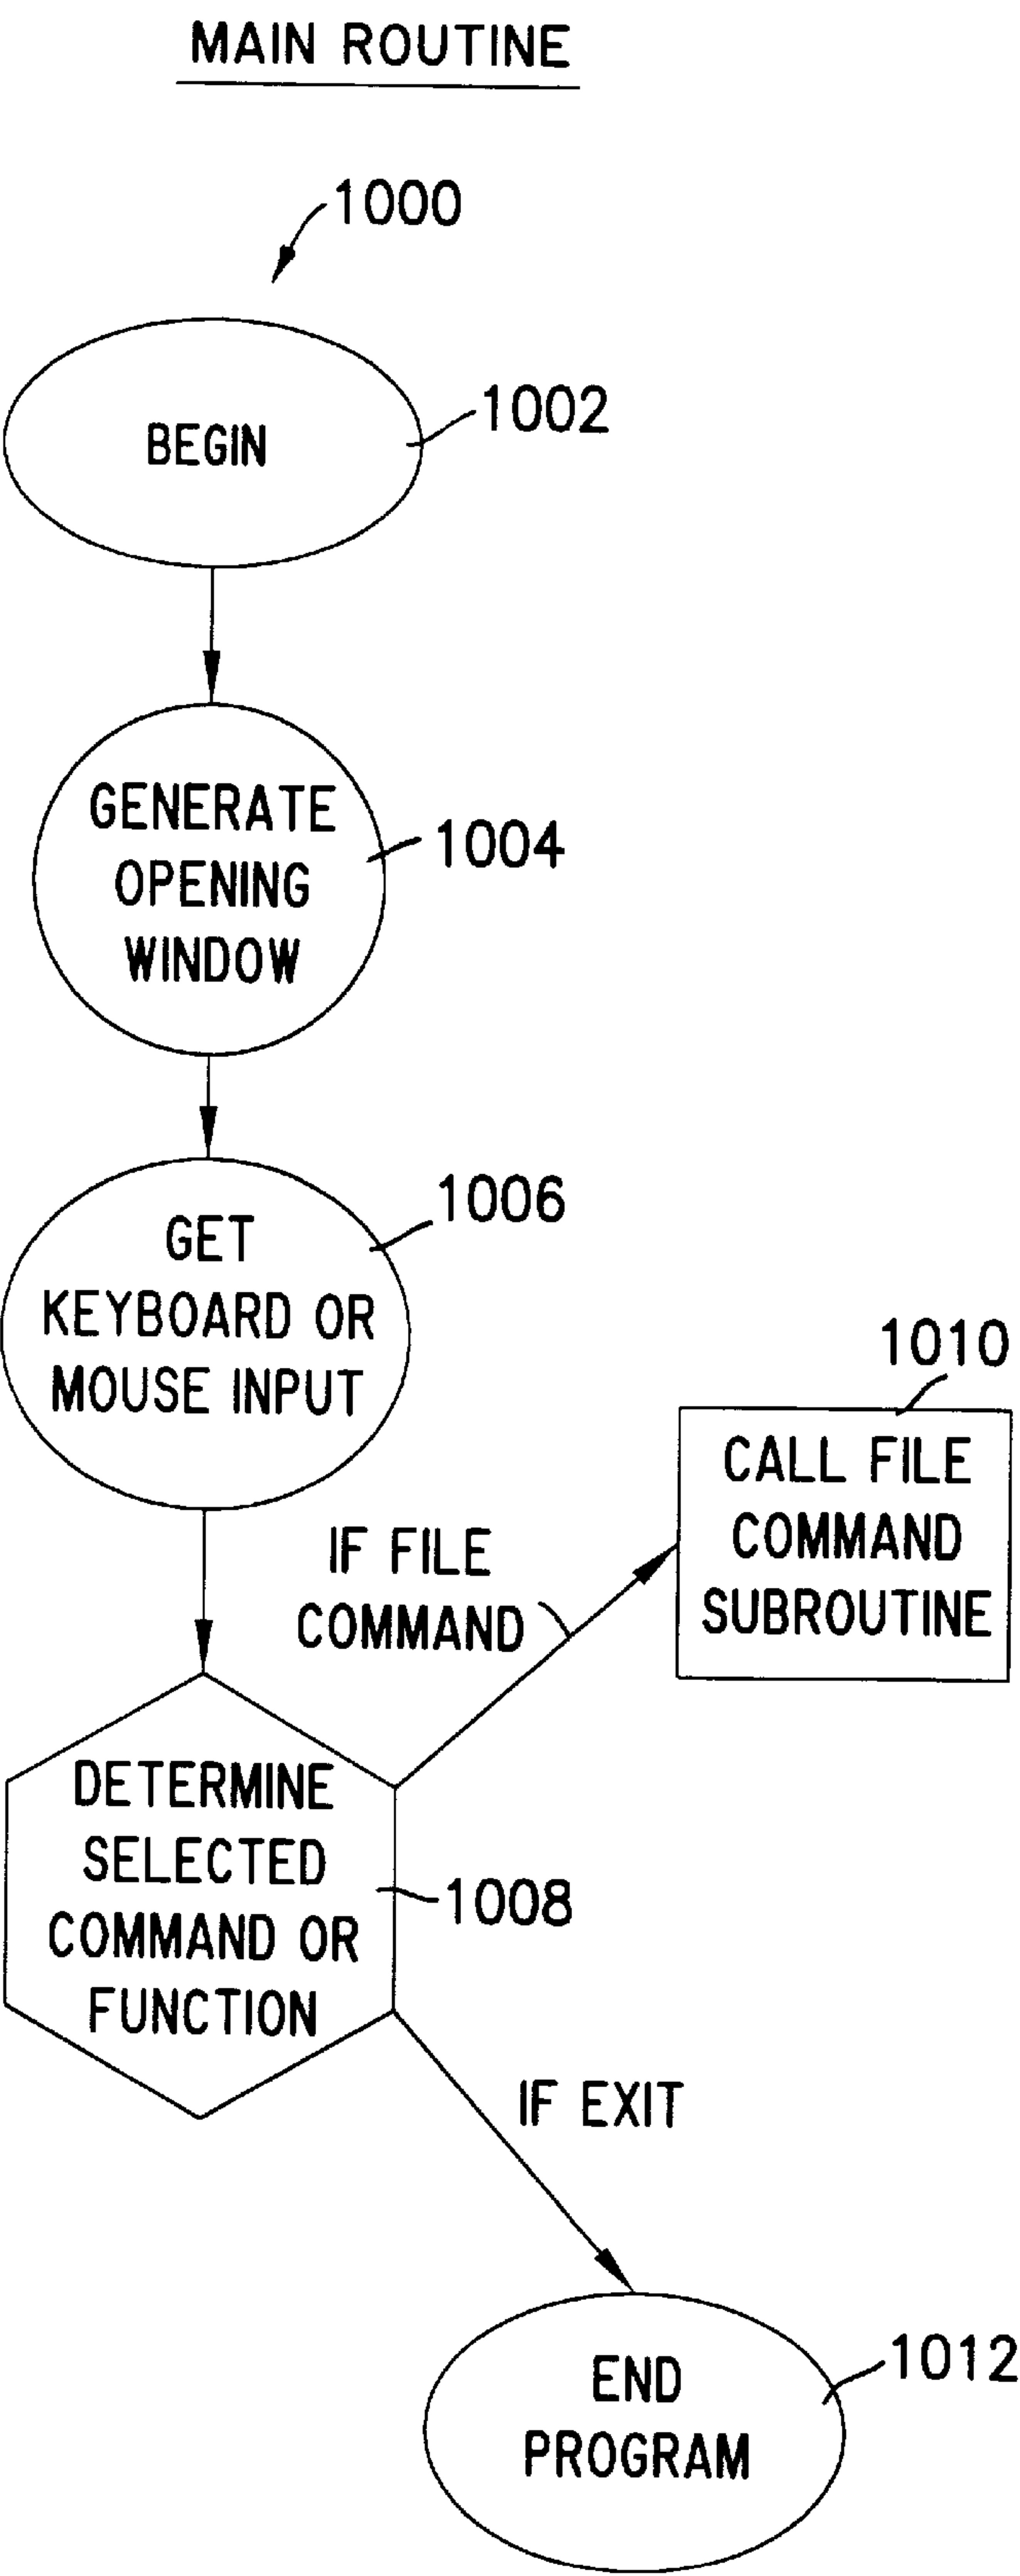 MAIN ROUTINE
1000
BEGIN
1002
GENERATE
OPENING
WINDOW
1004
GET
KEYBOARD OR
MOUSE INPUT
1006
IF FILE
COMMAND
1010
CALL FILE
COMMAND
SUBROUTINE
DETERMINE
SELECTED
COMMAND OR
FUNCTION
1008
IF EXIT
END
PROGRAM
1012